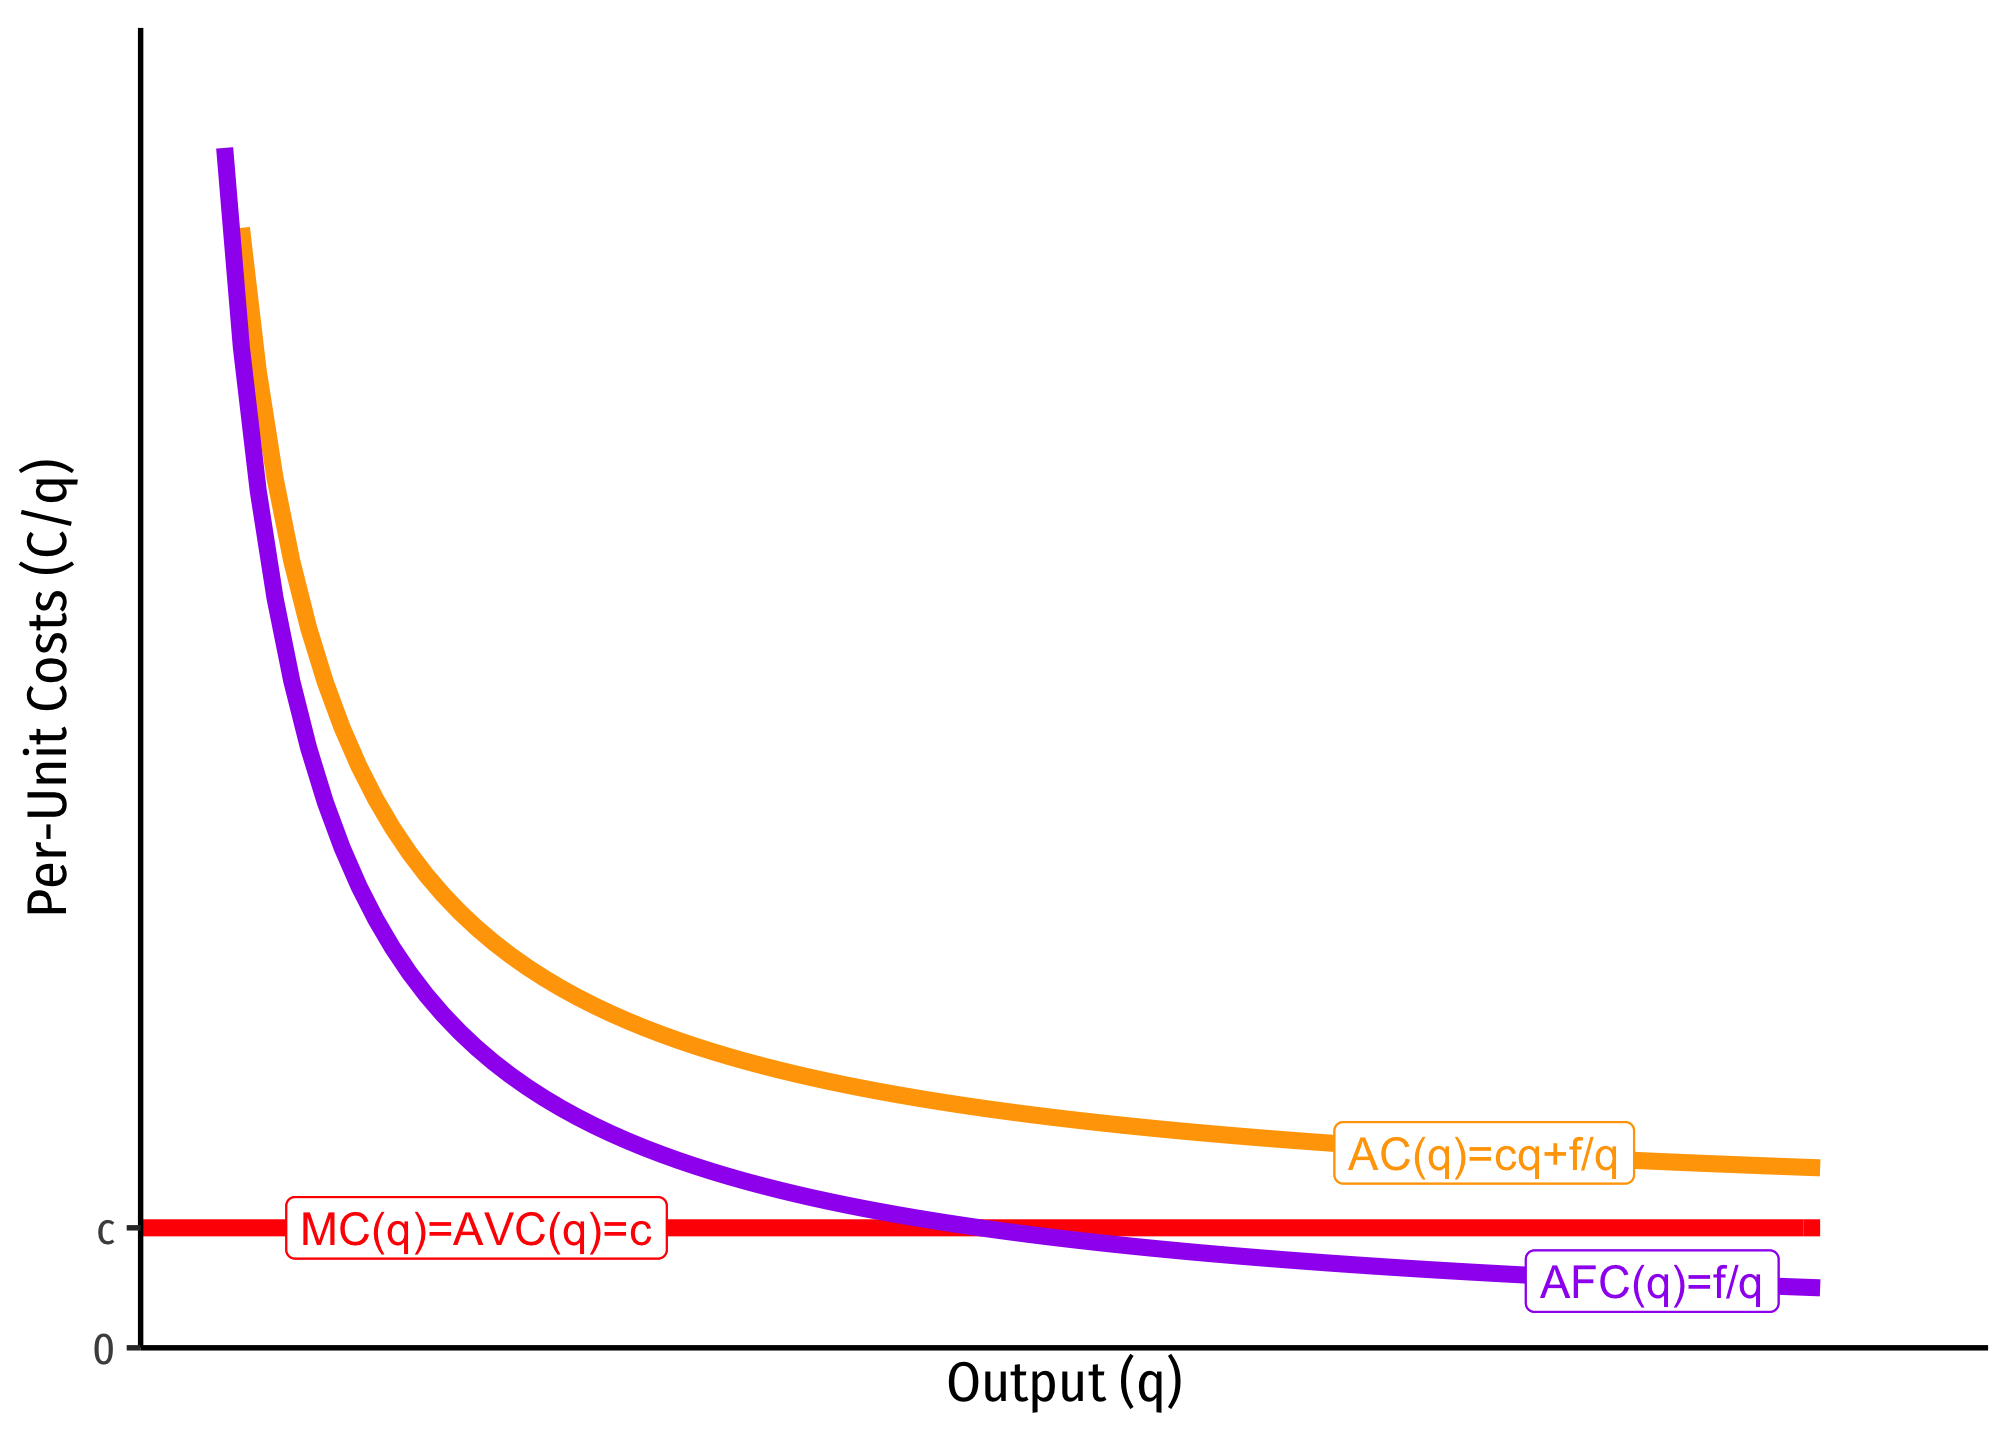 Per-Unit Costs (C/q)
AC(q)=cq+f/q
c
MC(q)=AVC(q)=c
AFC(q)=f/q
0
Output (q)